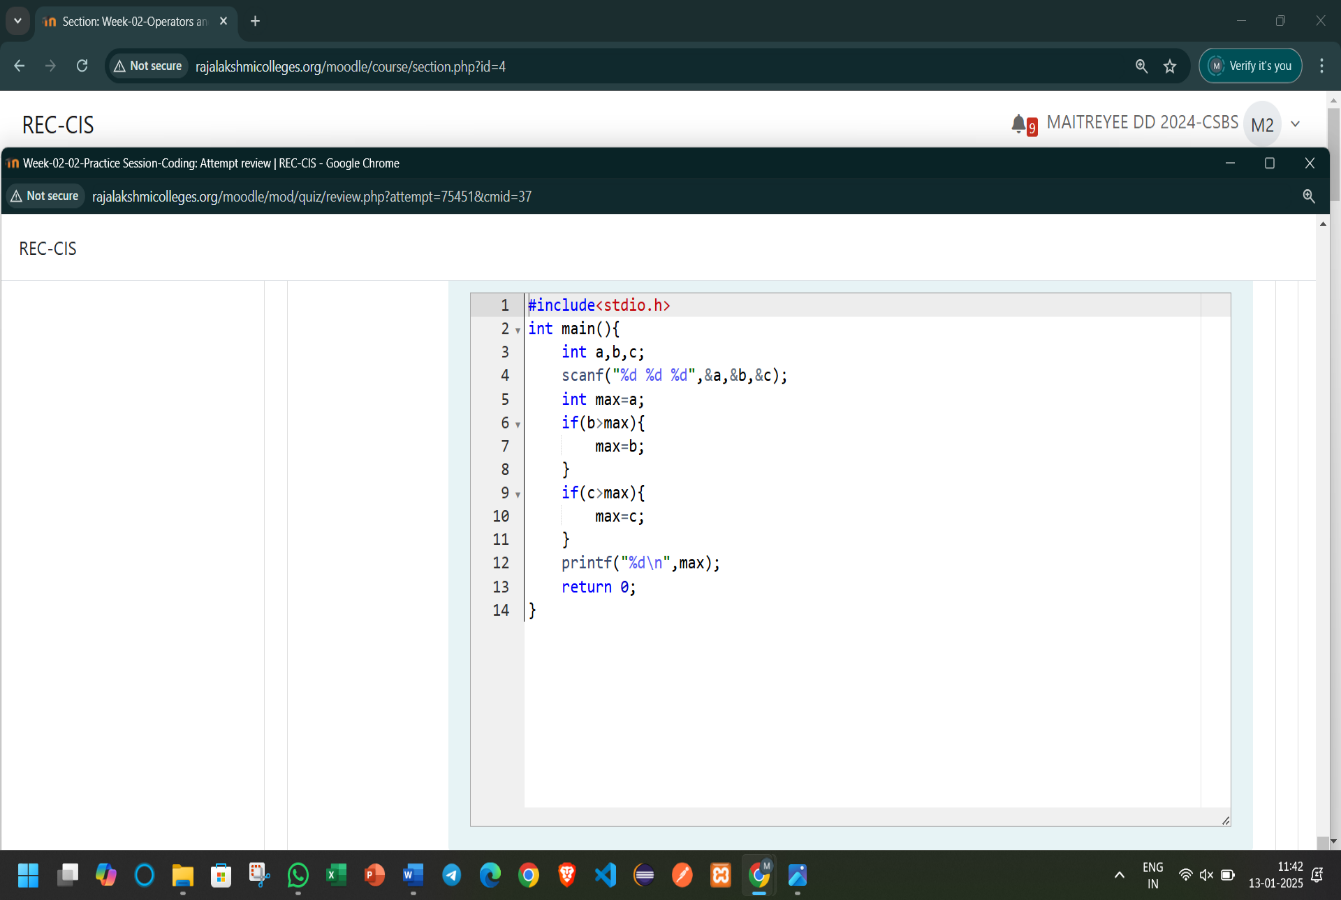 Section: Week-02-Operators an
Not secure
rajalakshmicolleges.org/moodle/course/section.php?id=4
M
Verify it's you
REC-CIS
9
MAITREYEE DD 2024-CSBS
M2
Week-02-02-Practice Session-Coding: Attempt review | REC-CIS - Google Chrome
Not secure
rajalakshmicolleges.org/moodle/mod/quiz/review.php?attempt=75451&cmid=37
REC-CIS
1 #include<stdio.h>
2 int main(){
3     int a,b,c;
4     scanf("%d %d %d",&a,&b,&c);
5     int max=a;
6     if(b>max){
7         max=b;
8     }
9     if(c>max){
10         max=c;
11     }
12     printf("%d\n",max);
13     return 0;
14 }
ENG
IN
11:42
13-01-2025